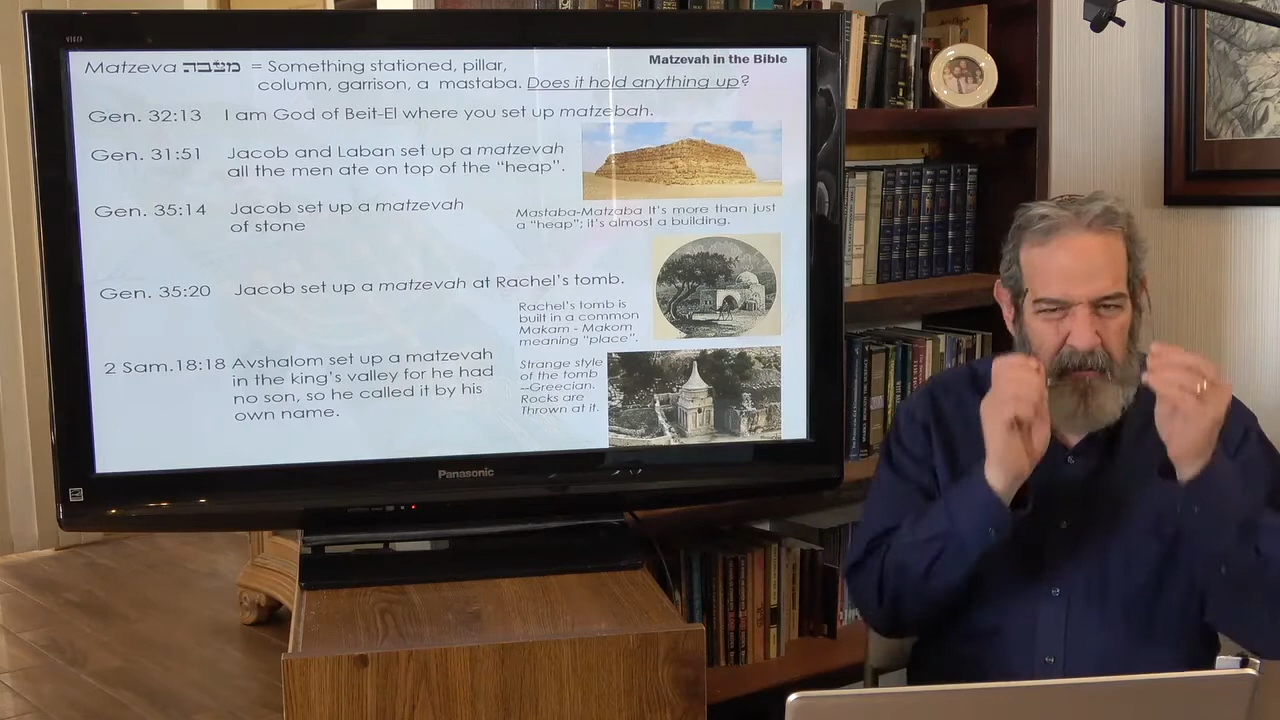 Matzevah in the Bible
Matzeva מצבה = Something stationed, pillar,
column, garrison, a mastaba. Does it hold anything up?
Gen. 32:13 I am God of Beit-El where you set up matzebah.
Gen. 31:51 Jacob and Laban set up a matzevah
all the men ate on top of the “heap”.
Gen. 35:14 Jacob set up a matzevah
of stone
Mastaba-Matzaba It’s more than just
a “heap”; it’s almost a building.
Gen. 35:20 Jacob set up a matzevah at Rachel’s tomb.
Rachel’s tomb is
built in a common
Makam - Makom
meaning “place”.
2 Sam.18:18 Avshalom set up a matzevah
in the king’s valley for he had
no son, so he called it by his
own name.
Strange style
of the tomb
–Greecian.
Rocks are
Thrown at it.
Panasonic